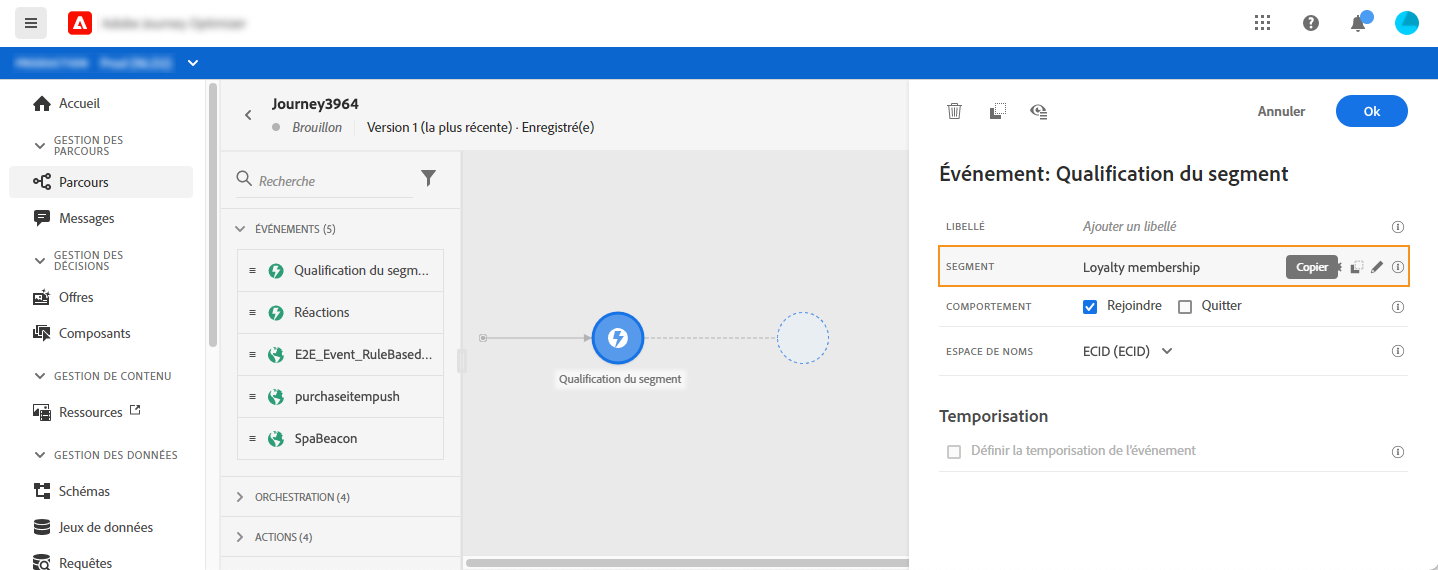 Accueil
GESTION DES
PARCOURS
Parcours
Messages
GESTION DES
DÉCISIONS
Offres
Composants
GESTION DE CONTENU
Ressources
GESTION DES DONNÉES
Schémas
Jeux de données
Requêtes
Journey3964
Brouillon Version 1 (la plus récente) · Enregistré(e)
Recherche
ÉVÉNEMENTS (5)
Qualification du segm...
Réactions
E2E_Event_RuleBased...
purchaseitempush
SpaBeacon
ORCHESTRATION (4)
ACTIONS (4)
Qualification du segment
Annuler Ok
Événement: Qualification du segment
LIBELLÉ Ajouter un libellé
SEGMENT Loyalty membership Copier
COMPORTEMENT Rejoindre Quitter
ESPACE DE NOMS ECID (ECID)
Temporisation
Définir la temporisation de l'événement